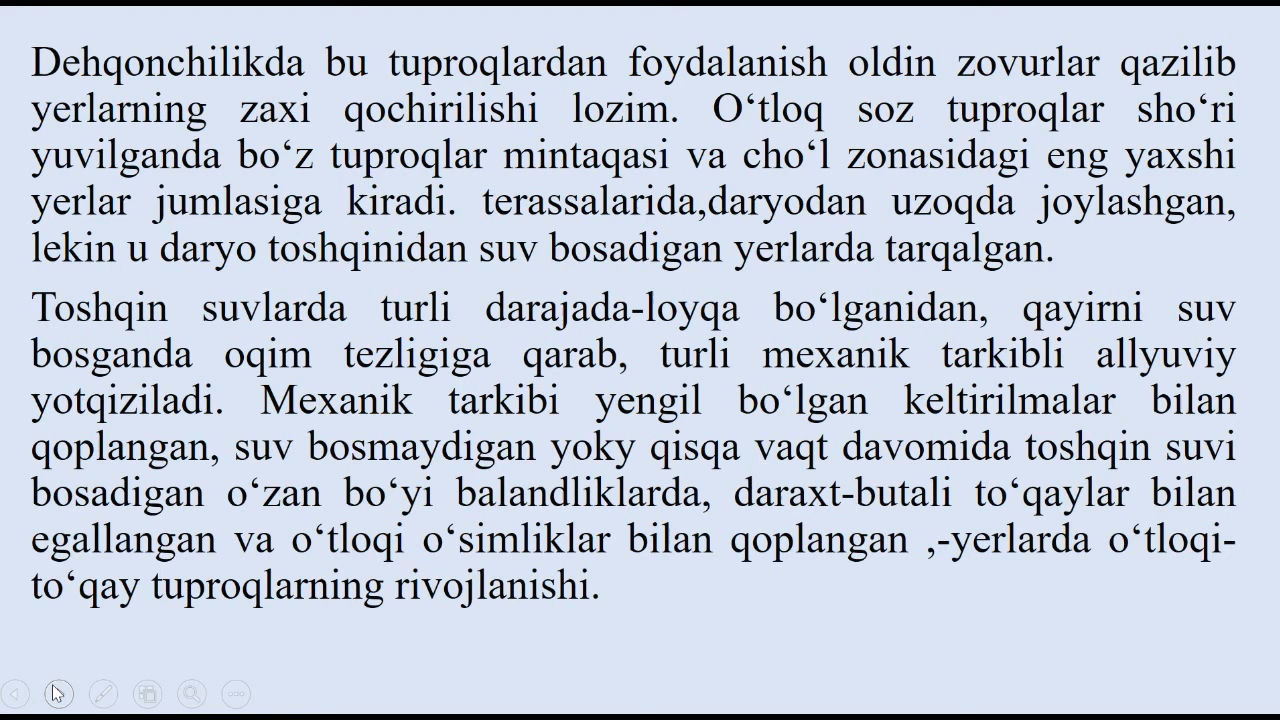 Dehqonchilikda bu tuproqlardan foydalanish oldin zovurlar qazilib
yerlarning zaxi qochirilishi lozim. O‘tloq soz tuproqlar sho‘ri
yuvilganda bo‘z tuproqlar mintaqasi va cho‘l zonasidagi eng yaxshi
yerlar jumlasiga kiradi. terassalarida,daryodan uzoqda joylashgan,
lekin u daryo toshqinidan suv bosadigan yerlarda tarqalgan.
Toshqin suvlarda turli darajada-loyqa bo‘lganidan, qayirni suv
bosganda oqim tezligiga qarab, turli mexanik tarkibli allyuviy
yotqiziladi. Mexanik tarkibi yengil bo‘lgan keltirilmalar bilan
qoplangan, suv bosmaydigan yoky qisqa vaqt davomida toshqin suvi
bosadigan o‘zan bo‘yi balandliklarda, daraxt-butali to‘qaylar bilan
egallangan va o‘tloqi o‘simliklar bilan qoplangan ,-yerlarda o‘tloqi-
to‘qay tuproqlarning rivojlanishi.